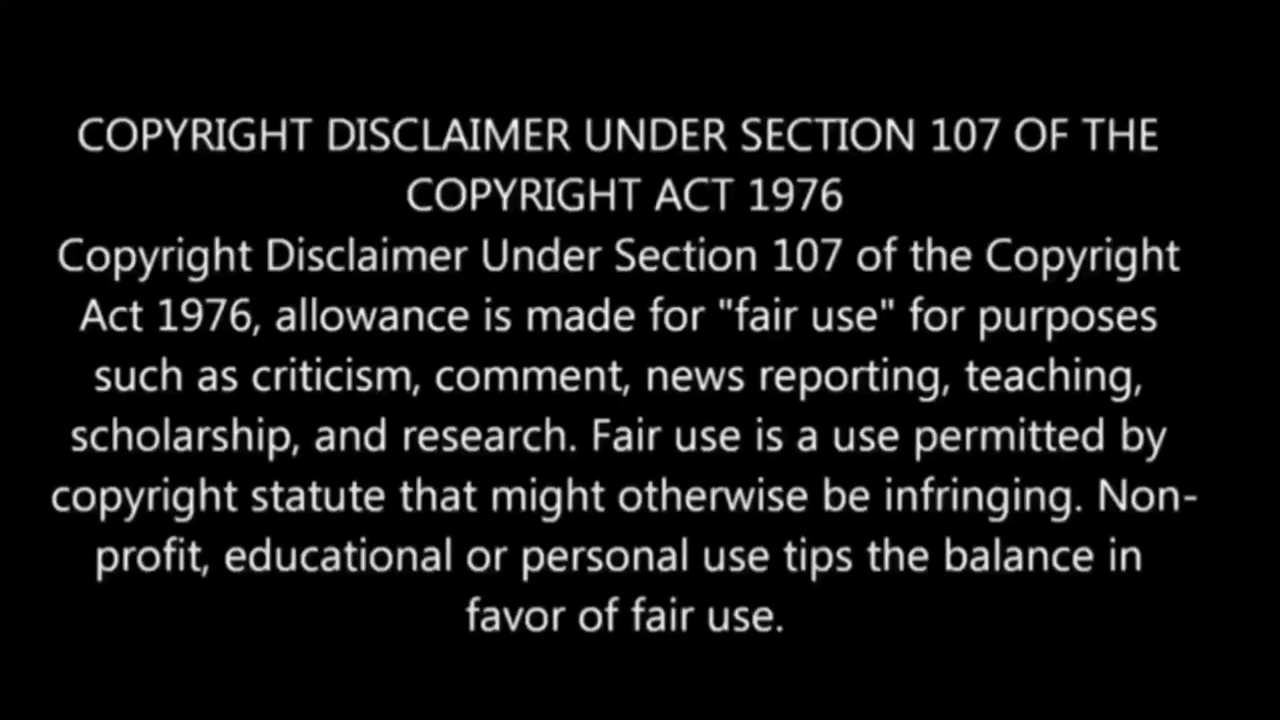 COPYRIGHT DISCLAIMER UNDER SECTION 107 OF THE
COPYRIGHT ACT 1976
Copyright Disclaimer Under Section 107 of the Copyright
Act 1976, allowance is made for "fair use" for purposes
such as criticism, comment, news reporting, teaching,
scholarship, and research. Fair use is a use permitted by
copyright statute that might otherwise be infringing. Non-
profit, educational or personal use tips the balance in
favor of fair use.